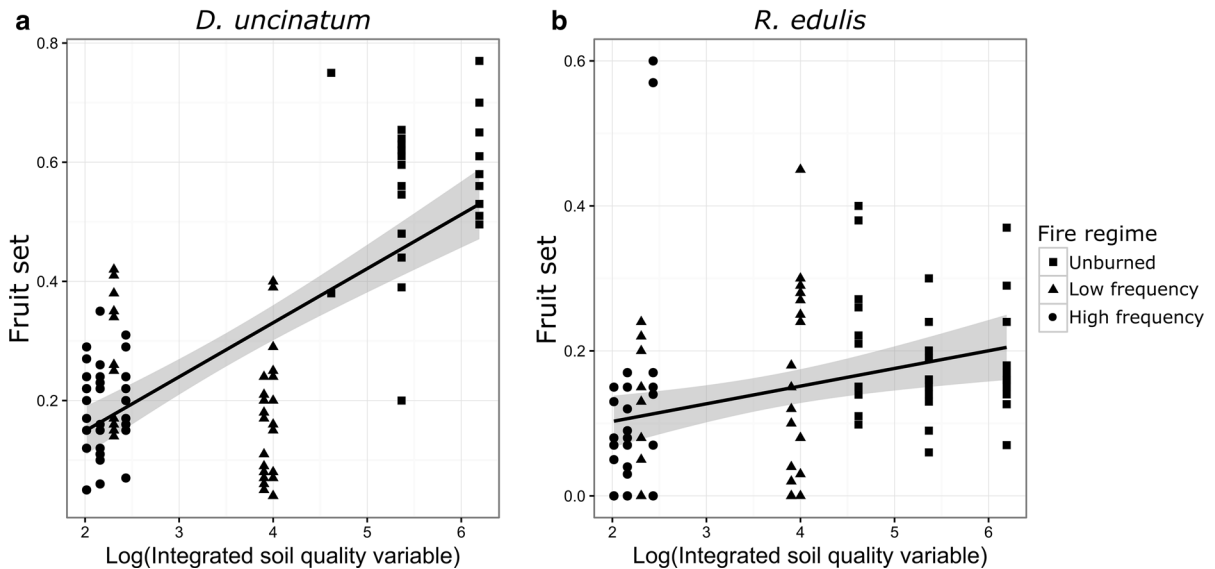 a D. uncinatum
0.8
0.6
0.4
0.2
Fruit set
2 3 4 5 6
Log(Integrated soil quality variable)
b R. edulis
0.6
0.4
0.2
0.0
Fruit set
2 3 4 5 6
Log(Integrated soil quality variable)
Fire regime
Unburned
Low frequency
High frequency